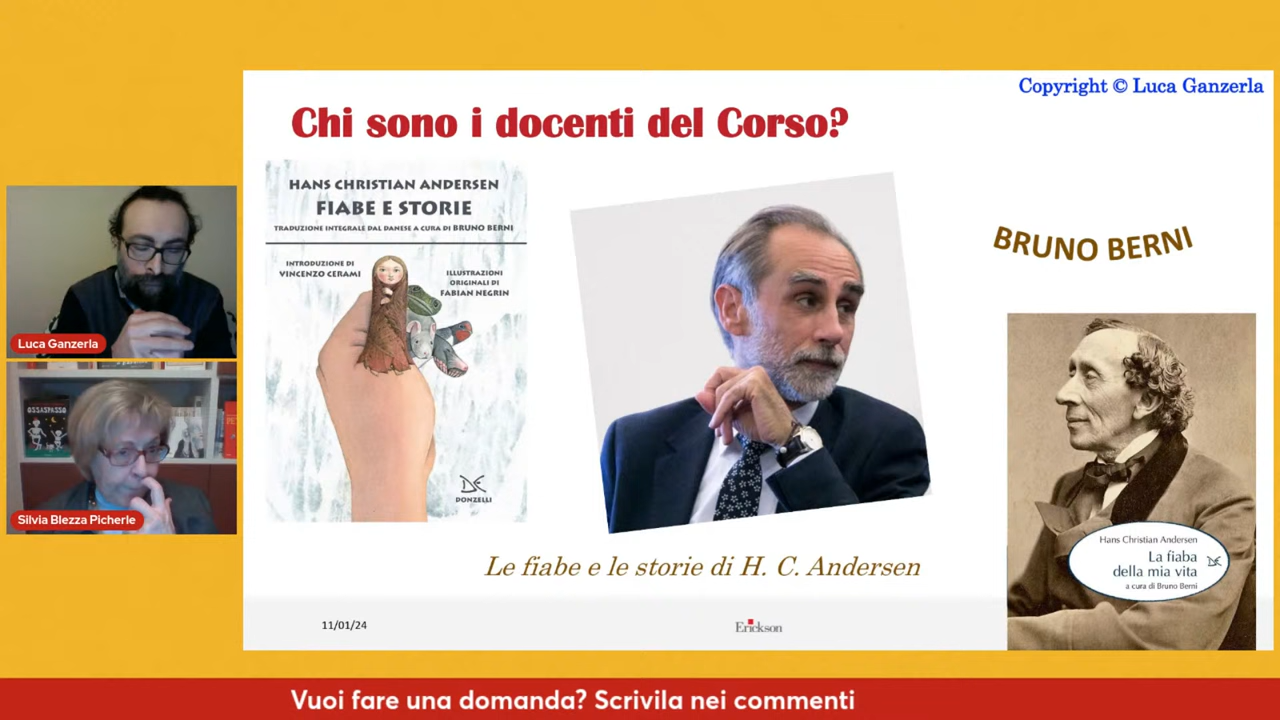 Copyright © Luca Ganzerla
Chi sono i docenti del Corso?
HANS CHRISTIAN ANDERSEN
FIABE E STORIE
TRADUZIONE INTEGRALE DAL DANESE A CURA DI BRUNO BERNI
INTRODUZIONE DI
VINCENZO CERAMI
ILLUSTRAZIONI
ORIGINALI DI
FABIAN NEGRIN
DONZELLI
BRUNO BERNI
Luca Ganzerla
OSSASPASSO
Silvia Blezza Picherle
Hans Christian Andersen
La fiaba
della mia vita
a cura di Bruno Berni
Le fiabe e le storie di H. C. Andersen
11/01/24
Erickson
Vuoi fare una domanda? Scrivila nei commenti